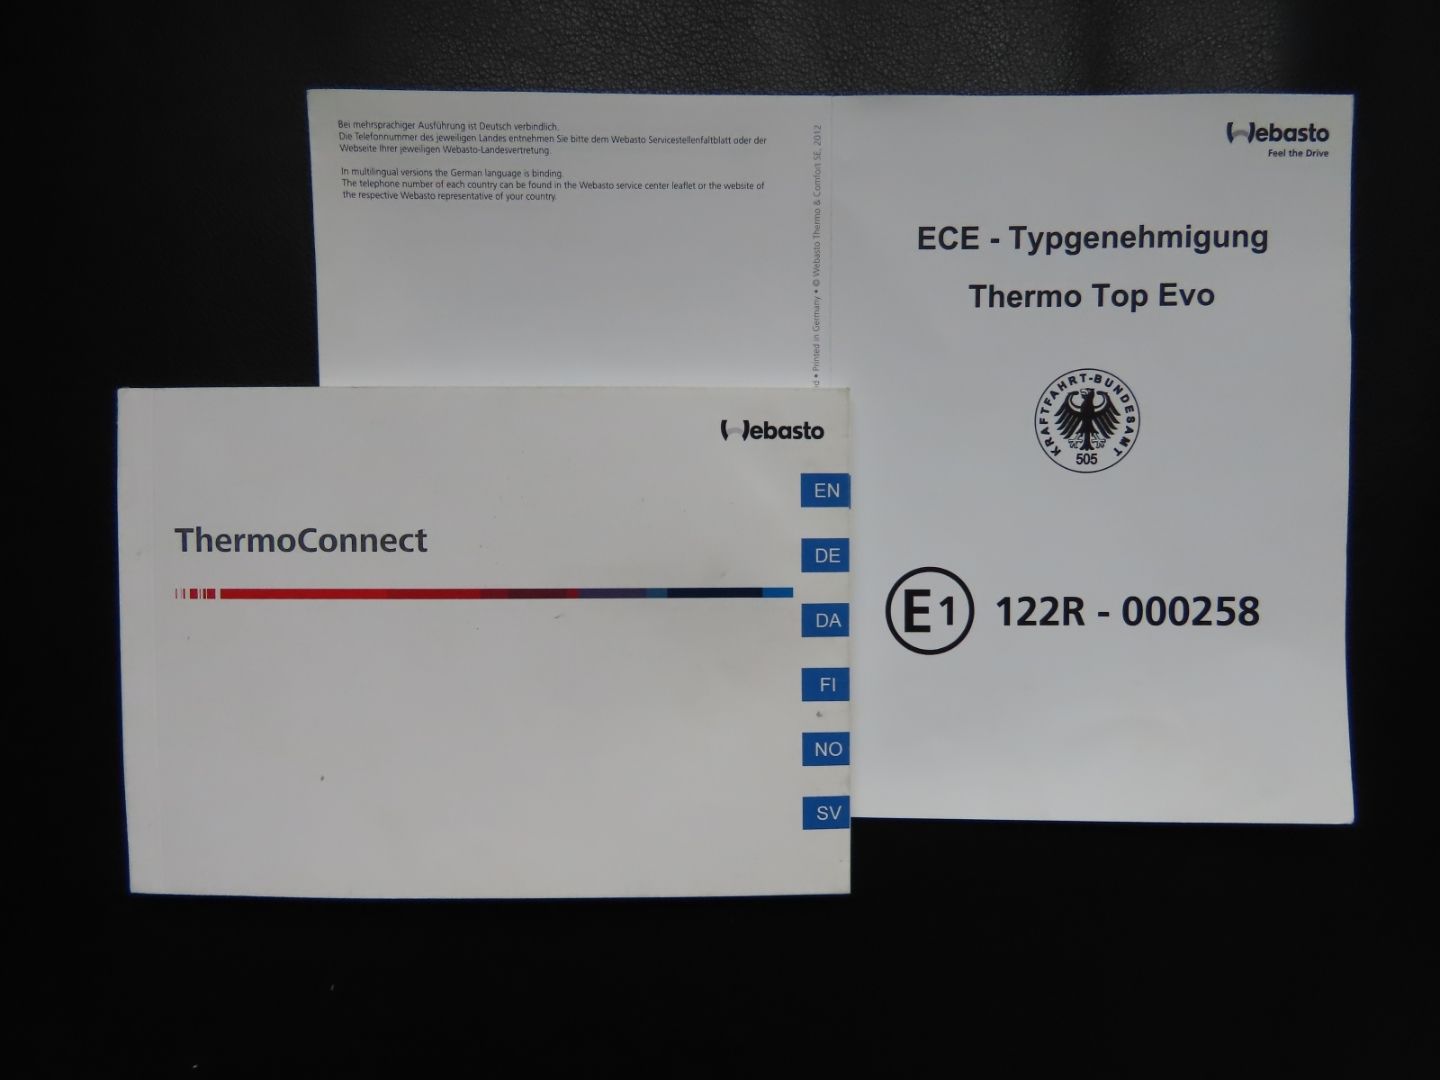 Bei mehrsprachiger Ausführung ist Deutsch verbindlich.
Die Telefonnummer des jeweiligen Landes entnehmen Sie bitte dem Webasto Servicestellenfaltblatt oder der
Webseite Ihrer jeweiligen Webasto-Landesvertretung.
In multilingual versions the German language is binding.
The telephone number of each country can be found in the Webasto service center leaflet or the website of
the respective Webasto representative of your country.
• Printed in Germany • © Webasto Thermo & Comfort SE, 2012
Webasto
Feel the Drive
ECE - Typgenehmigung
Thermo Top Evo
KRAFTFAHRT-BUNDESAMT
505
E1 122R - 000258
Webasto
ThermoConnect
EN
DE
DA
FI
NO
SV